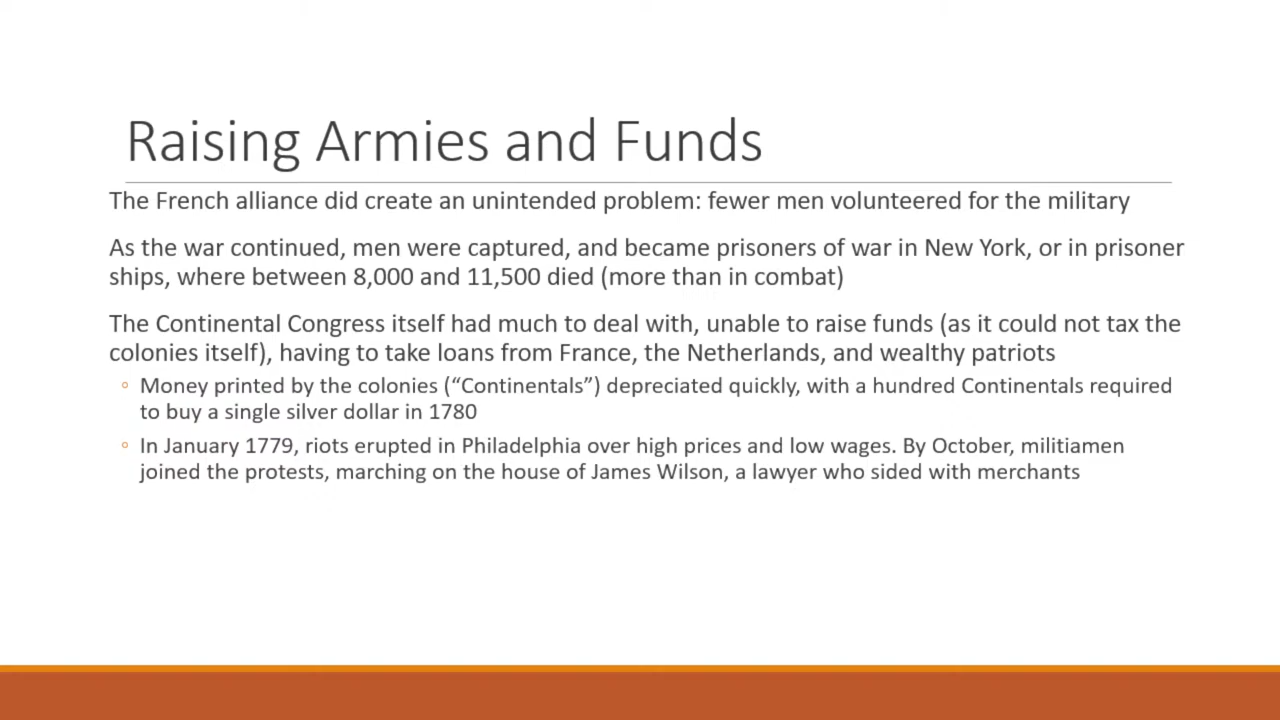 Raising Armies and Funds
The French alliance did create an unintended problem: fewer men volunteered for the military
As the war continued, men were captured, and became prisoners of war in New York, or in prisoner
ships, where between 8,000 and 11,500 died (more than in combat)
The Continental Congress itself had much to deal with, unable to raise funds (as it could not tax the
colonies itself), having to take loans from France, the Netherlands, and wealthy patriots
◦ Money printed by the colonies (“Continentals”) depreciated quickly, with a hundred Continentals required
to buy a single silver dollar in 1780
◦ In January 1779, riots erupted in Philadelphia over high prices and low wages. By October, militiamen
joined the protests, marching on the house of James Wilson, a lawyer who sided with merchants